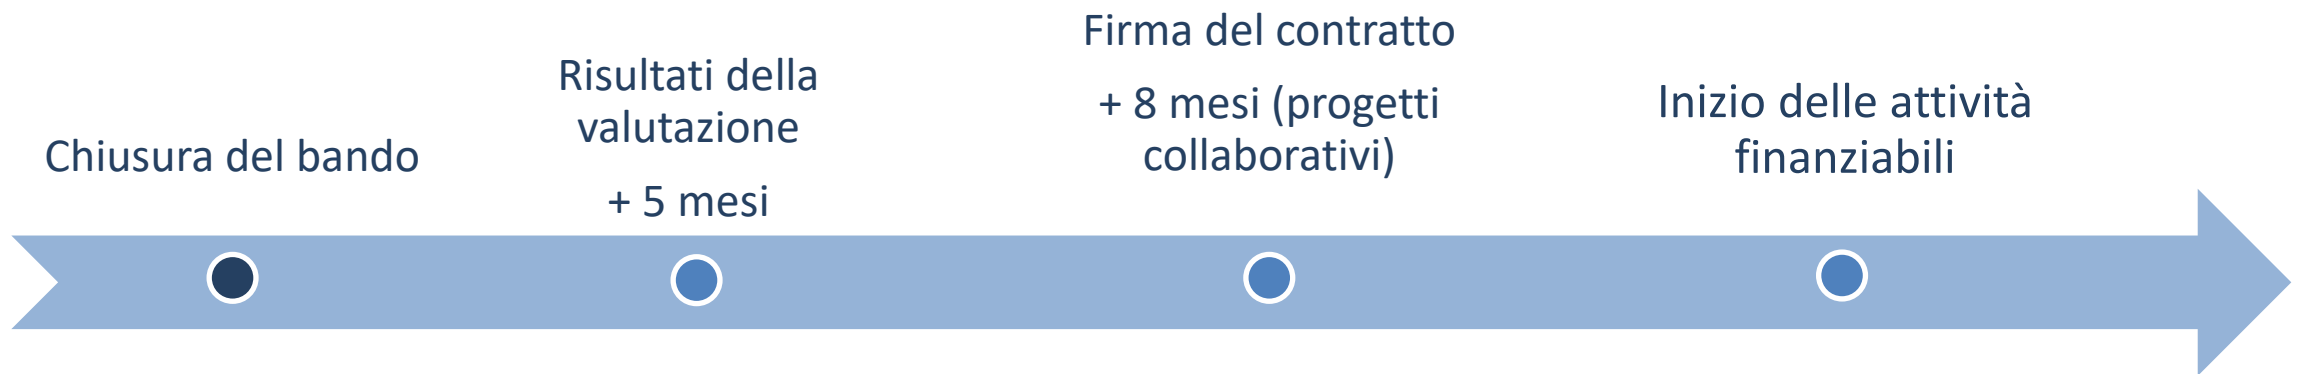 Chiusura del bando
Risultati della
valutazione
+ 5 mesi
Firma del contratto
+ 8 mesi (progetti
collaborativi)
Inizio delle attività
finanziabili